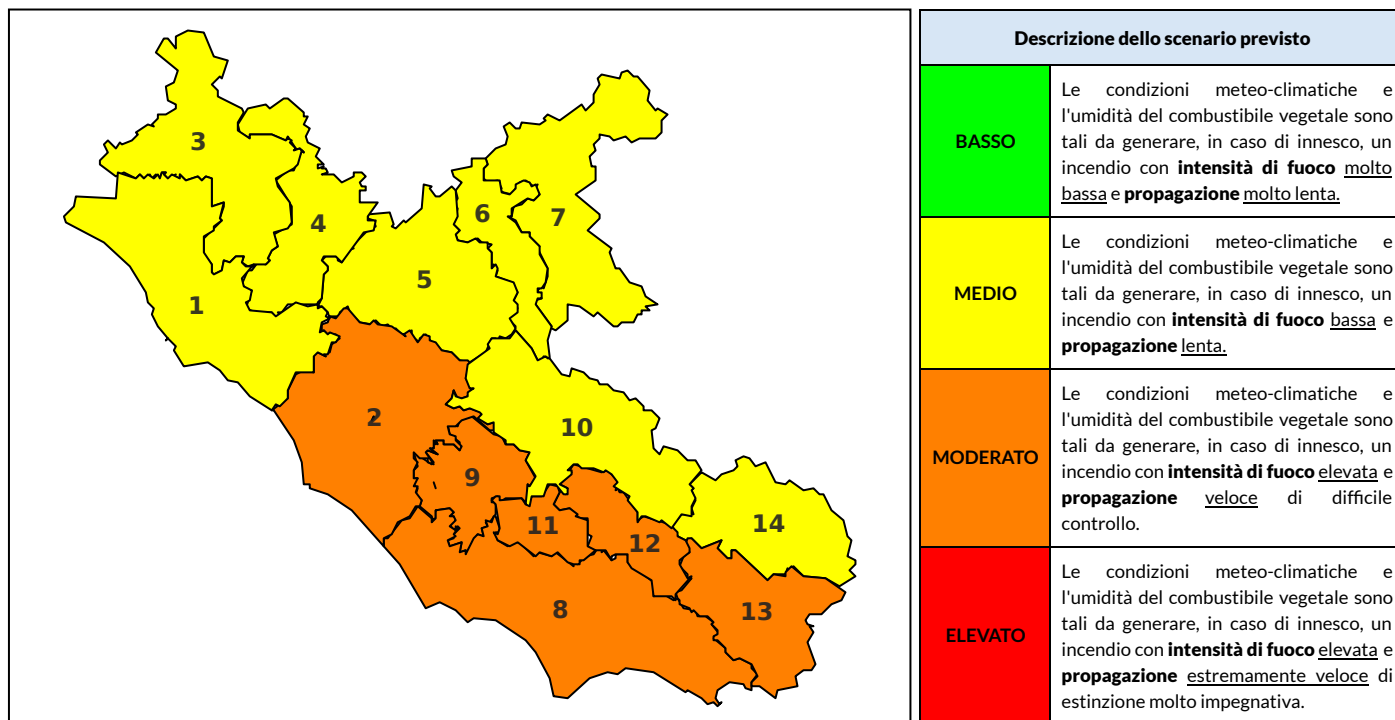 3
4
6
7
5
1
2
10
9
14
11
12
8
13
Descrizione dello scenario previsto
BASSO
Le condizioni meteo-climatiche e
l'umidità del combustibile vegetale sono
tali da generare, in caso di innesco, un
incendio con intensità di fuoco molto
bassa e propagazione molto lenta.
MEDIO
Le condizioni meteo-climatiche e
l'umidità del combustibile vegetale sono
tali da generare, in caso di innesco, un
incendio con intensità di fuoco bassa e
propagazione lenta.
MODERATO
Le condizioni meteo-climatiche e
l'umidità del combustibile vegetale sono
tali da generare, in caso di innesco, un
incendio con intensità di fuoco elevata e
propagazione veloce di difficile
controllo.
ELEVATO
Le condizioni meteo-climatiche e
l'umidità del combustibile vegetale sono
tali da generare, in caso di innesco, un
incendio con intensità di fuoco elevata e
propagazione estremamente veloce di
estinzione molto impegnativa.